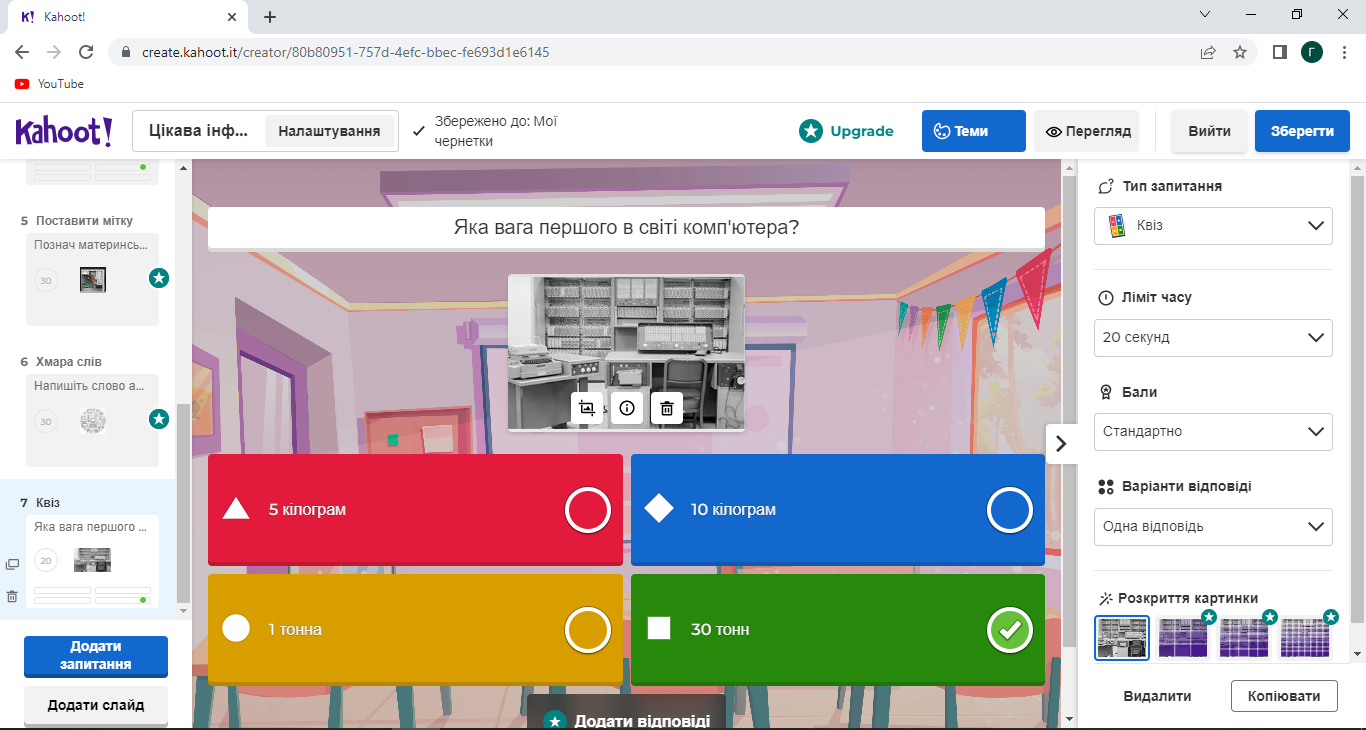 Kahoot!
create.kahoot.it/creator/80b80951-757d-4efc-bbec-fe693d1e6145
Г
YouTube
Kahoot!
Цікава інф...
Налаштування
Збережено до: Мої
чернетки
Upgrade
Теми
Перегляд
Вийти
Зберегти
5 Поставити мітку
Познач материнсь...
30
6 Хмара слів
Напишіть слово а...
30
7 Квіз
Яка вага першого ...
20
Додати
запитання
Додати слайд
Яка вага першого в світі комп'ютера?
5 кілограм
10 кілограм
1 тонна
30 тонн
Додати відповіді
Тип запитання
Квіз
Ліміт часу
20 секунд
Бали
Стандартно
Варіанти відповіді
Одна відповідь
Розкриття картинки
Видалити
Копіювати